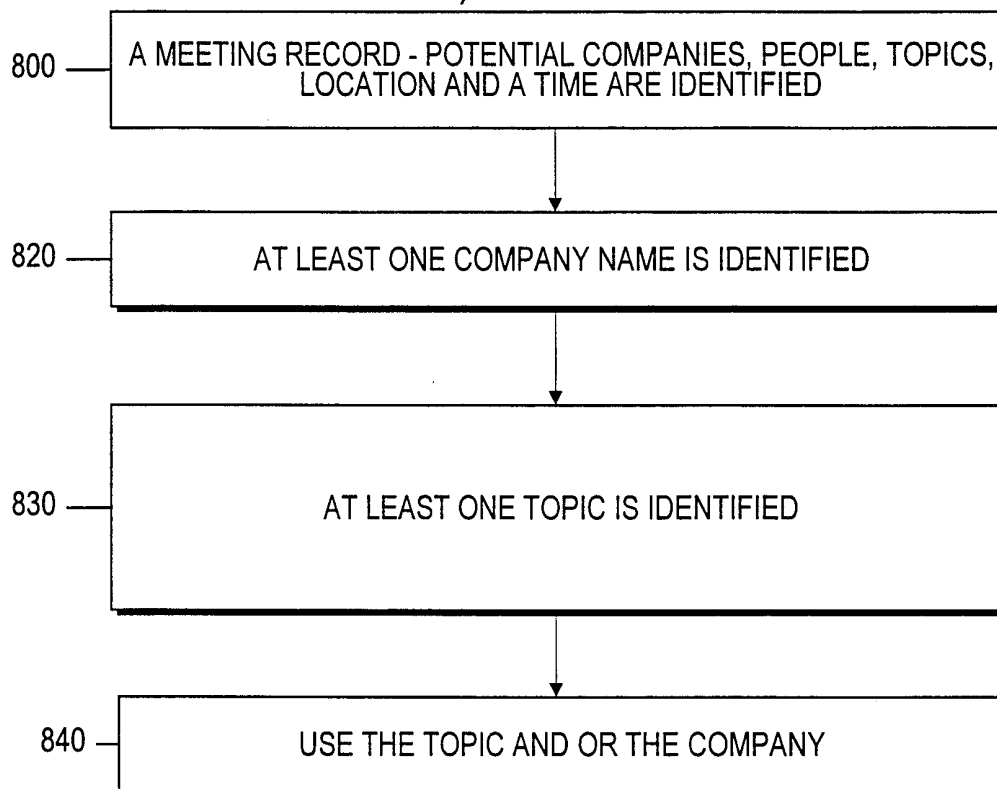 800
A MEETING RECORD - POTENTIAL COMPANIES, PEOPLE, TOPICS,
LOCATION AND A TIME ARE IDENTIFIED
820
AT LEAST ONE COMPANY NAME IS IDENTIFIED
830
AT LEAST ONE TOPIC IS IDENTIFIED
840
USE THE TOPIC AND OR THE COMPANY